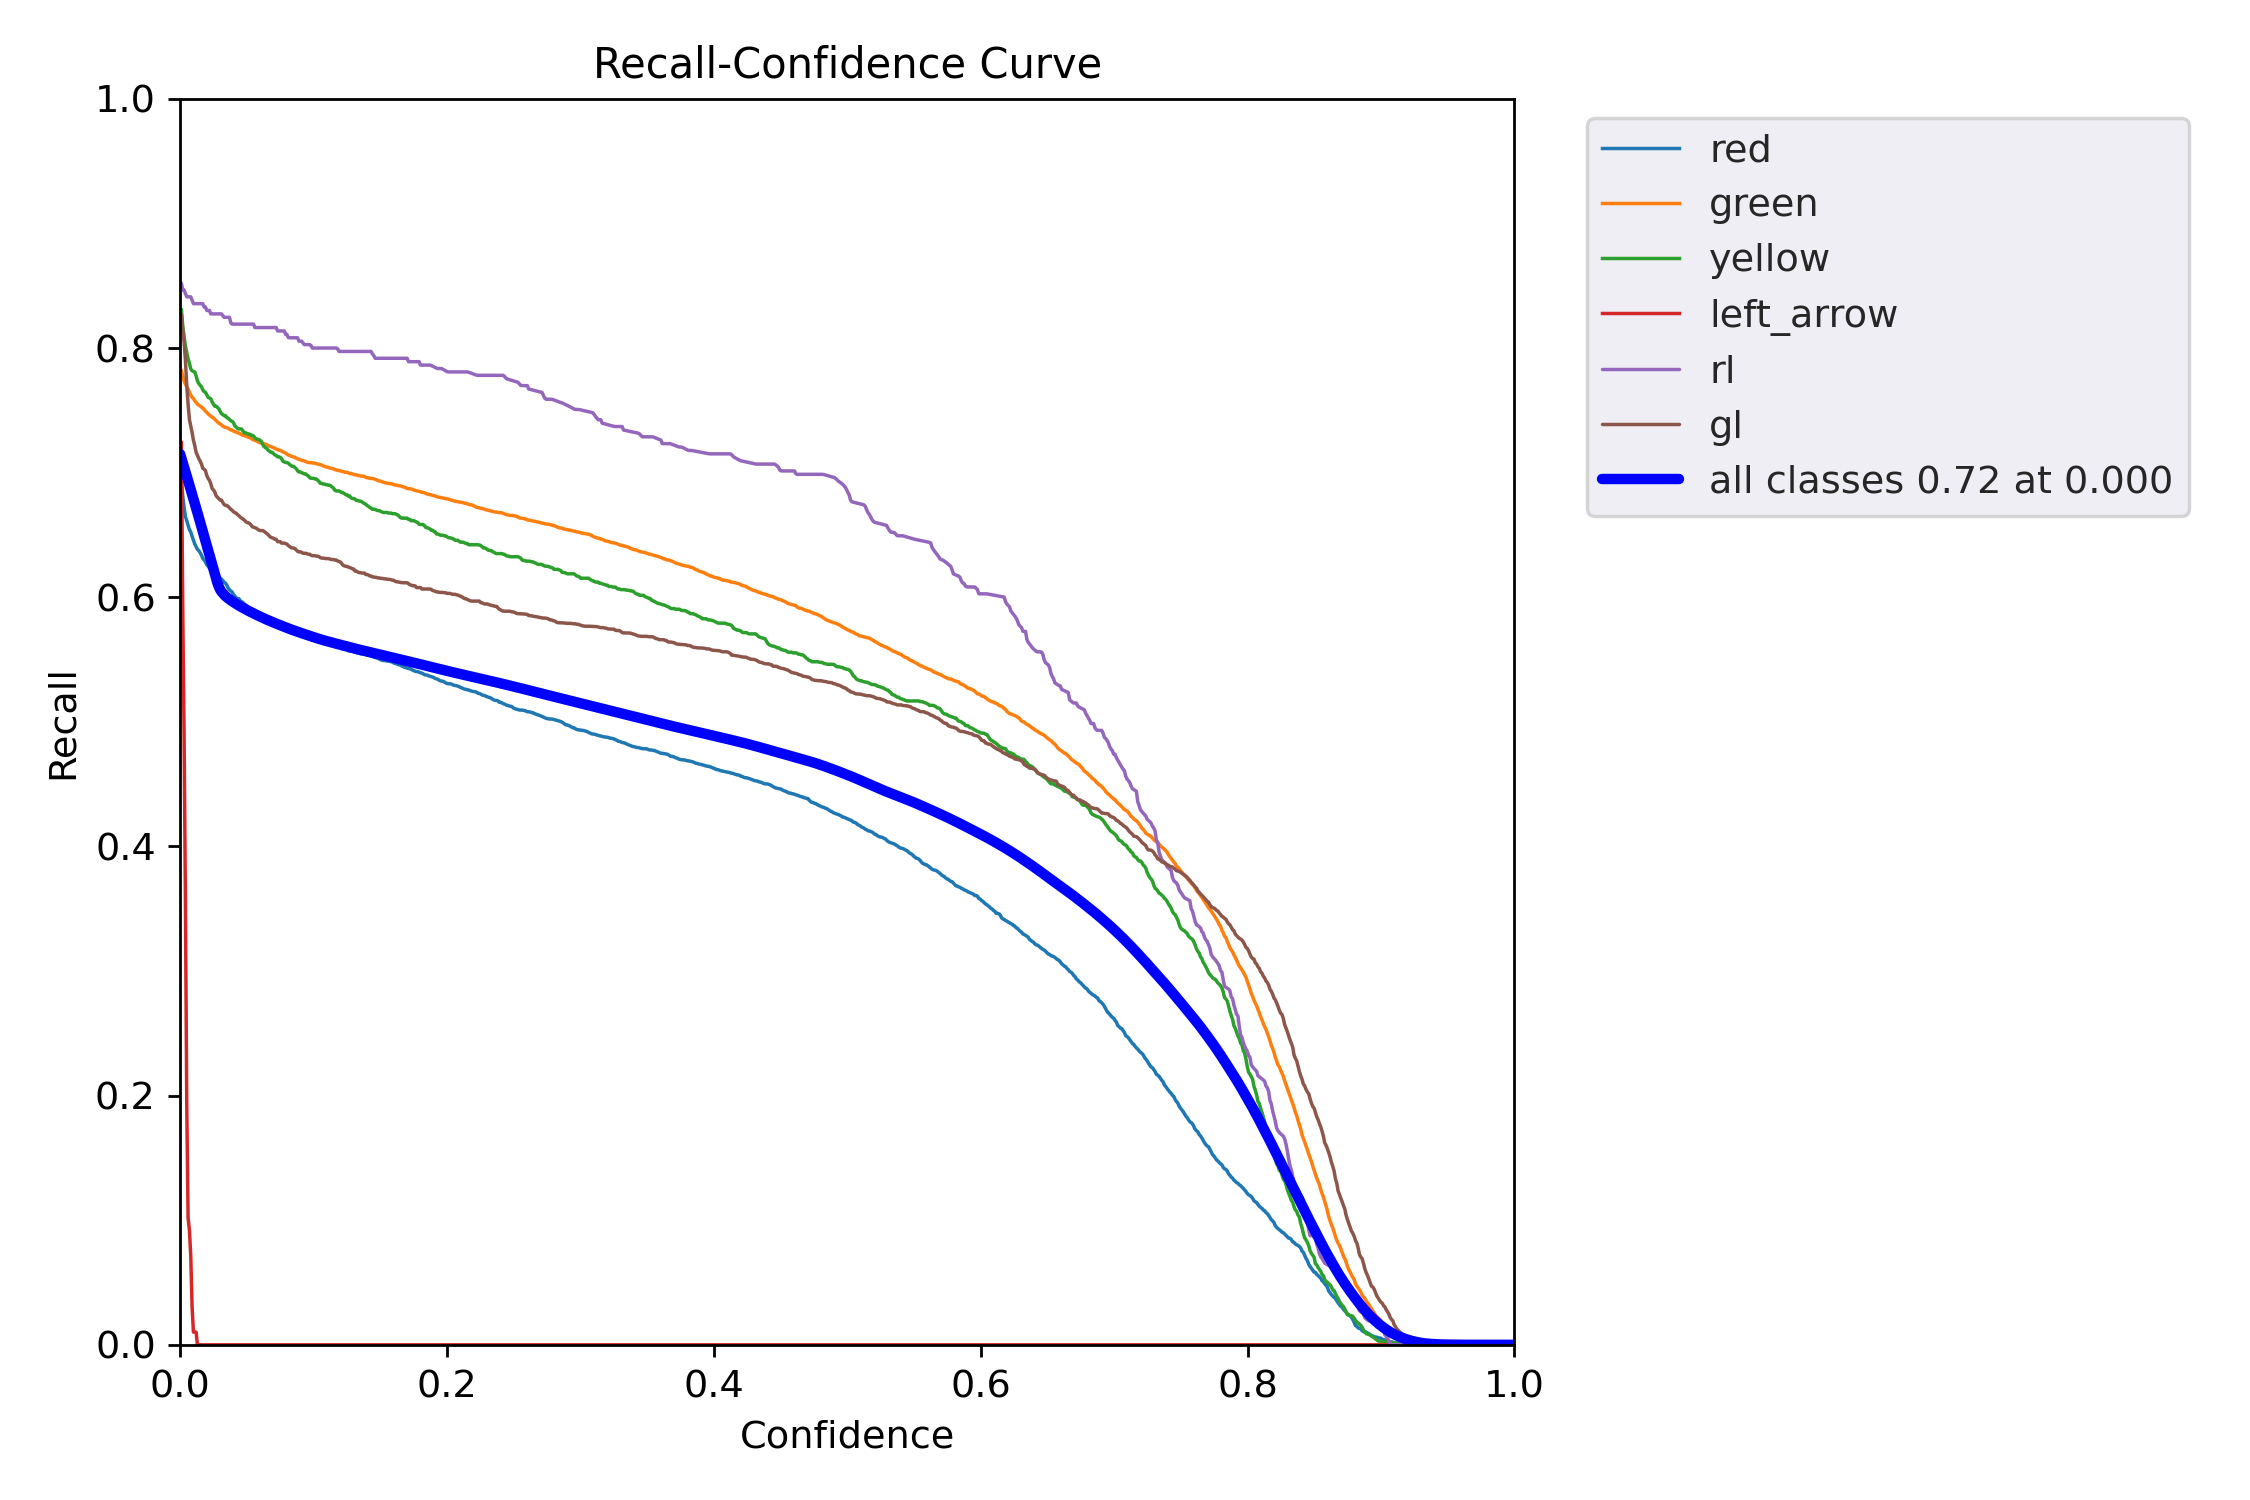 Recall-Confidence Curve
1.0
0.8
0.6
0.4
0.2
0.0
Recall
0.0 0.2 0.4 0.6 0.8 1.0
Confidence
red
green
yellow
left_arrow
rl
gl
all classes 0.72 at 0.000